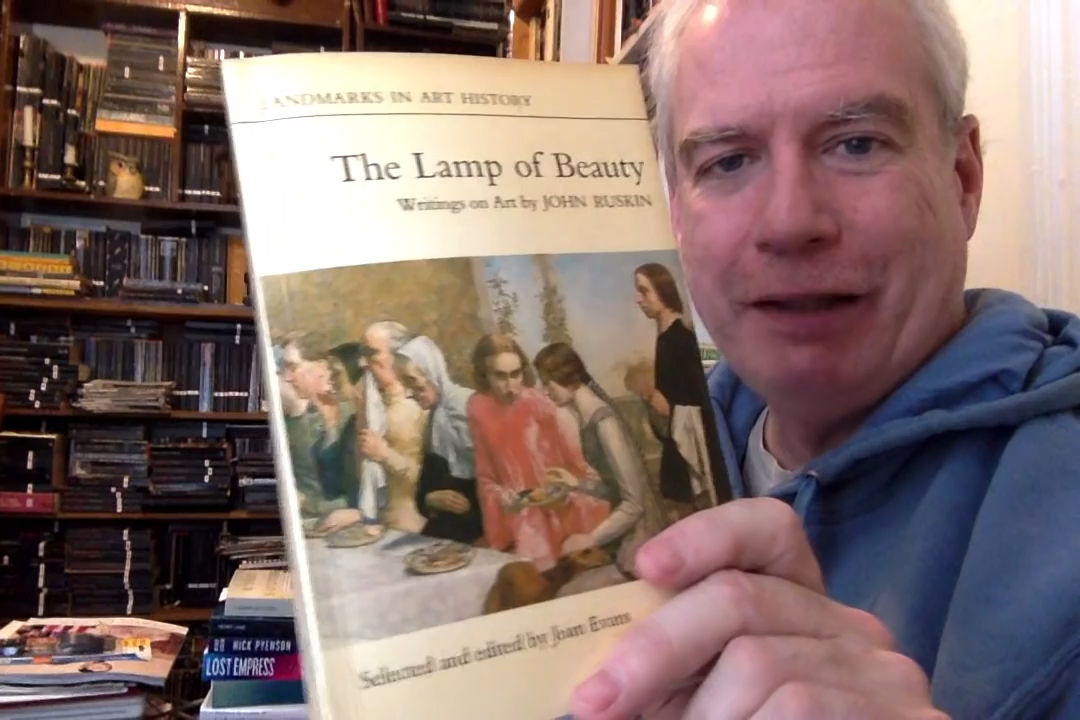 LANDMARKS IN ART HISTORY
The Lamp of Beauty
Writings on Art by JOHN RUSKIN
Selected and edited by Joan Evans
NICK PYENSON
LOST EMPRESS